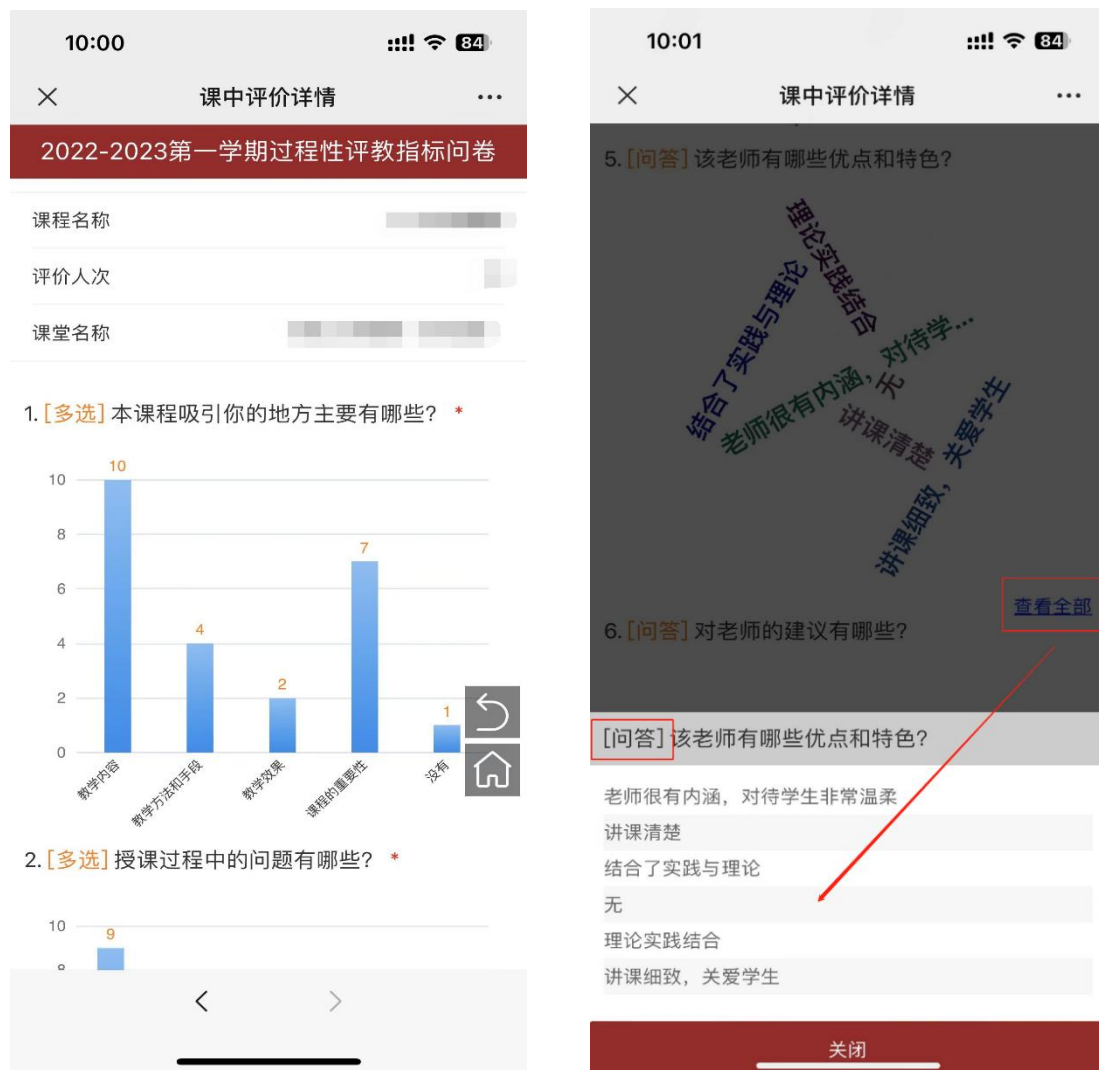 10:00
84
课中评价详情
2022-2023第一学期过程性评教指标问卷
课程名称
评价人次
课堂名称
1.[多选]本课程吸引你的地方主要有哪些? *
10
10
8
7
6
4
4
2
2
1
0
教学内容
教学方法和手段
教学效果
课程的重要性
没有
2.[多选]授课过程中的问题有哪些? *
10
9
8
10:01
84
课中评价详情
5.[问答]该老师有哪些优点和特色?
理论实践结合
结合了实践与理论
老师很有内涵，对待学...
无
讲课清楚
讲课细致，关爱学生
查看全部
6.[问答]对老师的建议有哪些?
[问答]该老师有哪些优点和特色?
老师很有内涵，对待学生非常温柔
讲课清楚
结合了实践与理论
无
理论实践结合
讲课细致，关爱学生
关闭